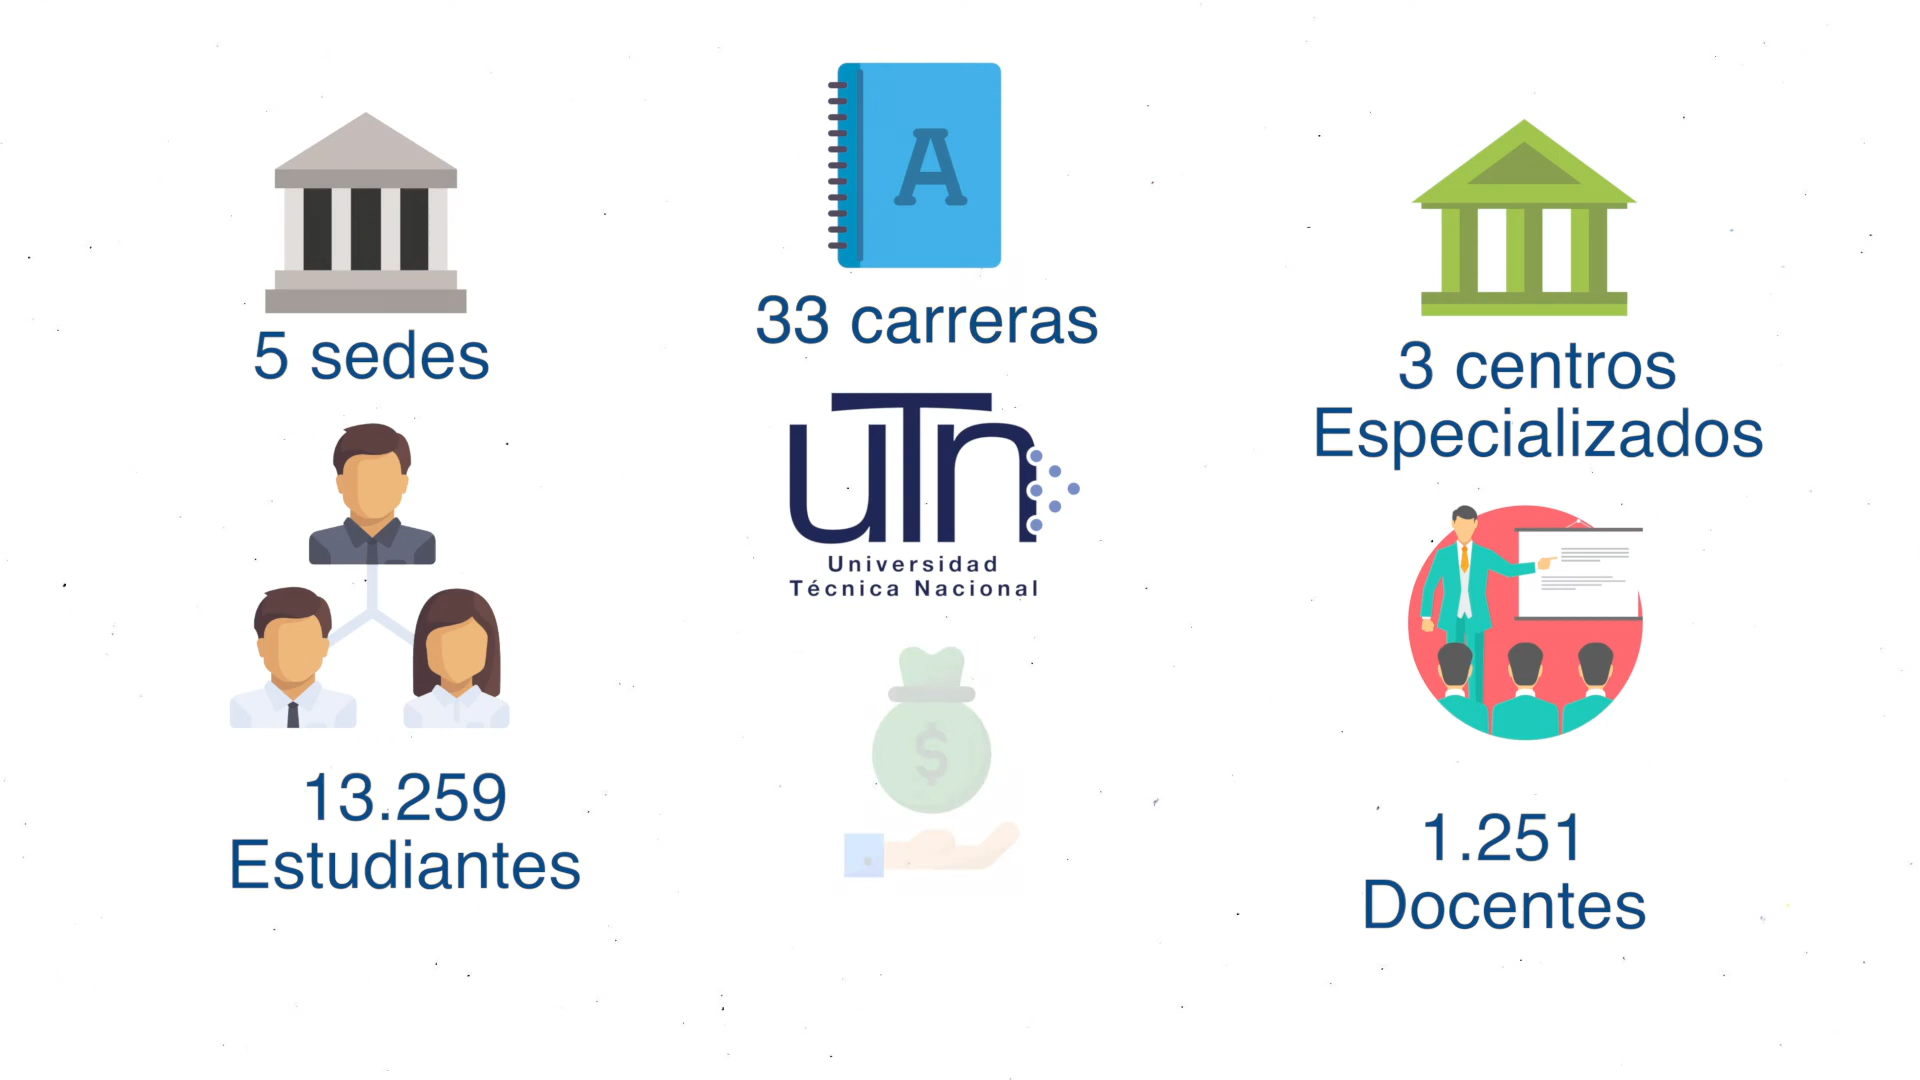 A
33 carreras
5 sedes
3 centros
Especializados
uTn
Universidad
Técnica Nacional
$
13.259
Estudiantes
1.251
Docentes